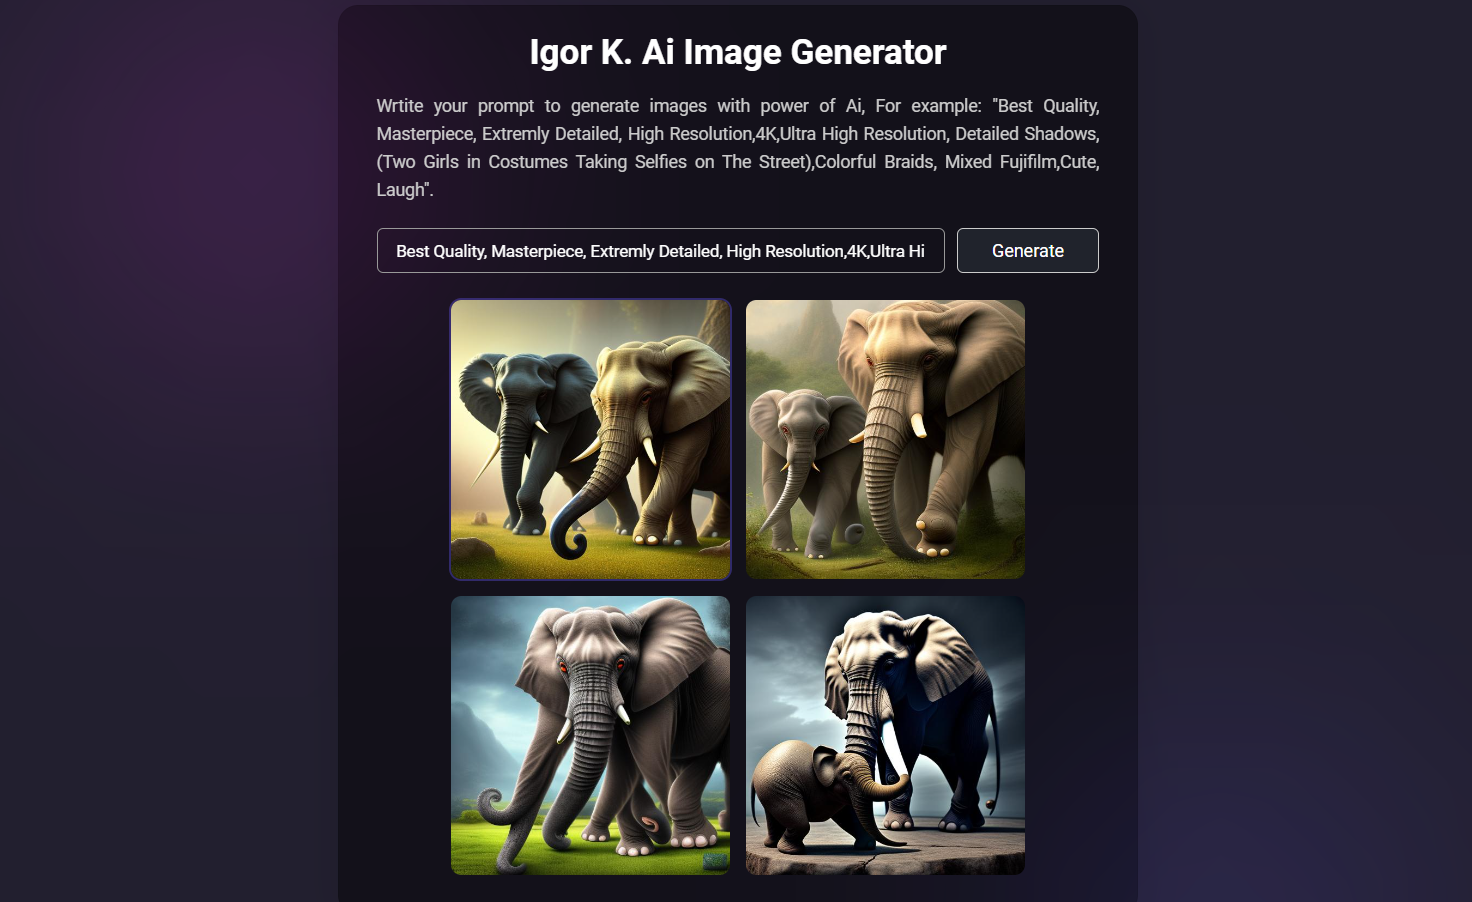 Igor K. Ai Image Generator
Wrtite your prompt to generate images with power of Ai, For example: "Best Quality,
Masterpiece, Extremly Detailed, High Resolution,4K,Ultra High Resolution, Detailed Shadows,
(Two Girls in Costumes Taking Selfies on The Street),Colorful Braids, Mixed Fujifilm,Cute,
Laugh".
Best Quality, Masterpiece, Extremly Detailed, High Resolution,4K,Ultra Hi
Generate